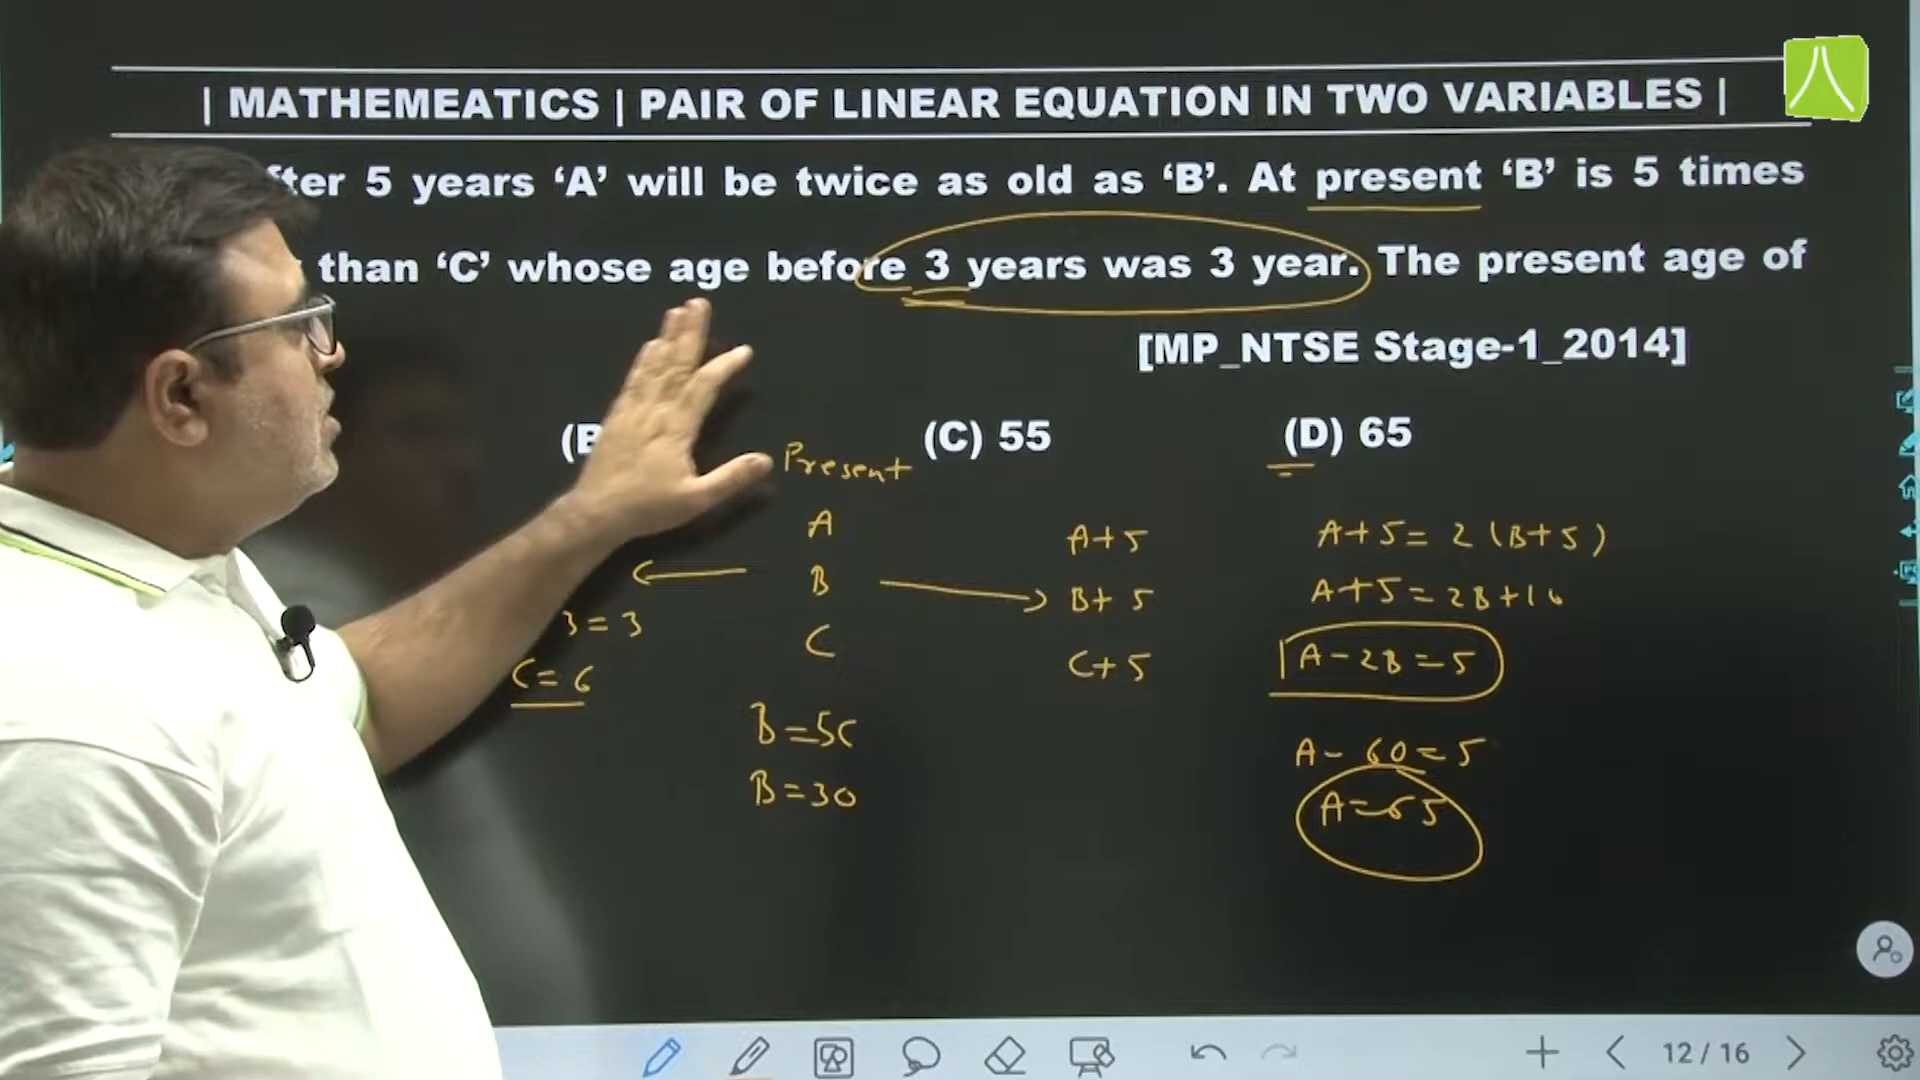 | MATHEMEATICS | PAIR OF LINEAR EQUATION IN TWO VARIABLES |
fter 5 years ‘A’ will be twice as old as ‘B’. At present ‘B’ is 5 times
than ‘C’ whose age before 3 years was 3 year. The present age of
[MP_NTSE Stage-1_2014]
(B (C) 55 (D) 65
Present
A A+5 A+5=2(B+5)
B B+5 A+5=2B+10
3=3 C C+5 A-2B=5
C=6
B=5C A-60=5
B=30 A=65
12 / 16